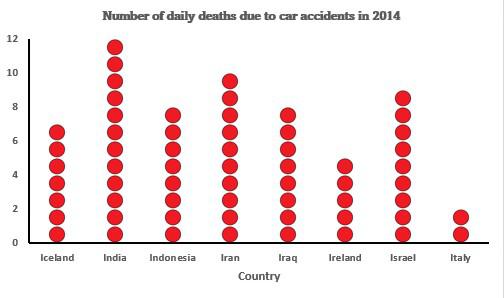 Number of daily deaths due to car accidents in 2014
12
10
8
6
4
2
0
Iceland India Indonesia Iran Iraq Ireland Israel Italy
Country